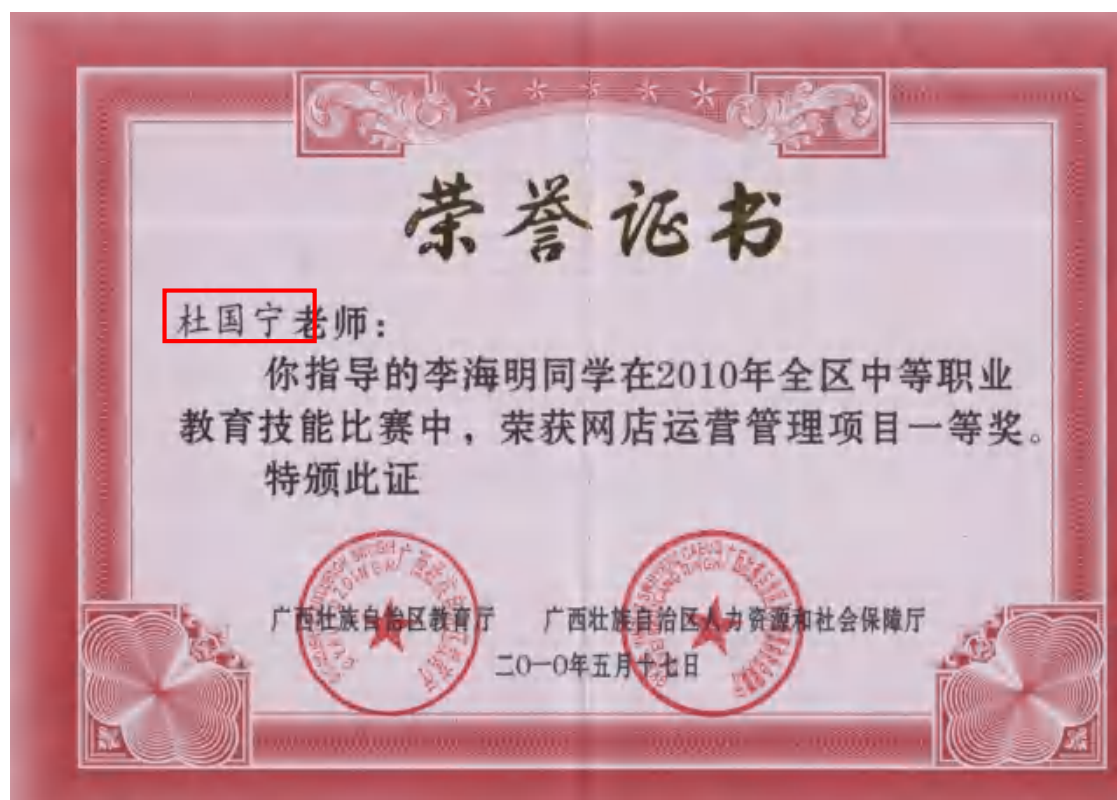 荣誉证书
杜国宁老师：
你指导的李海明同学在2010年全区中等职业
教育技能比赛中，荣获网店运营管理项目一等奖。
特颁此证
广西壮族自治区教育厅 广西壮族自治区人力资源和社会保障厅
二〇一〇年五月十七日